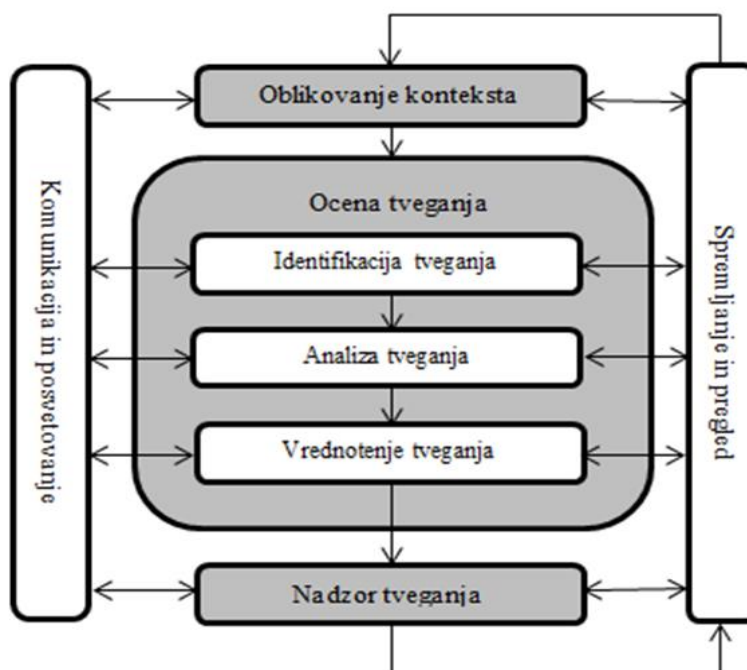 Oblikovanje konteksta
Komunikacija in posvetovanje
Ocena tveganja
Identifikacija tveganja
Analiza tveganja
Vrednotenje tveganja
Spremljanje in pregled
Nadzor tveganja